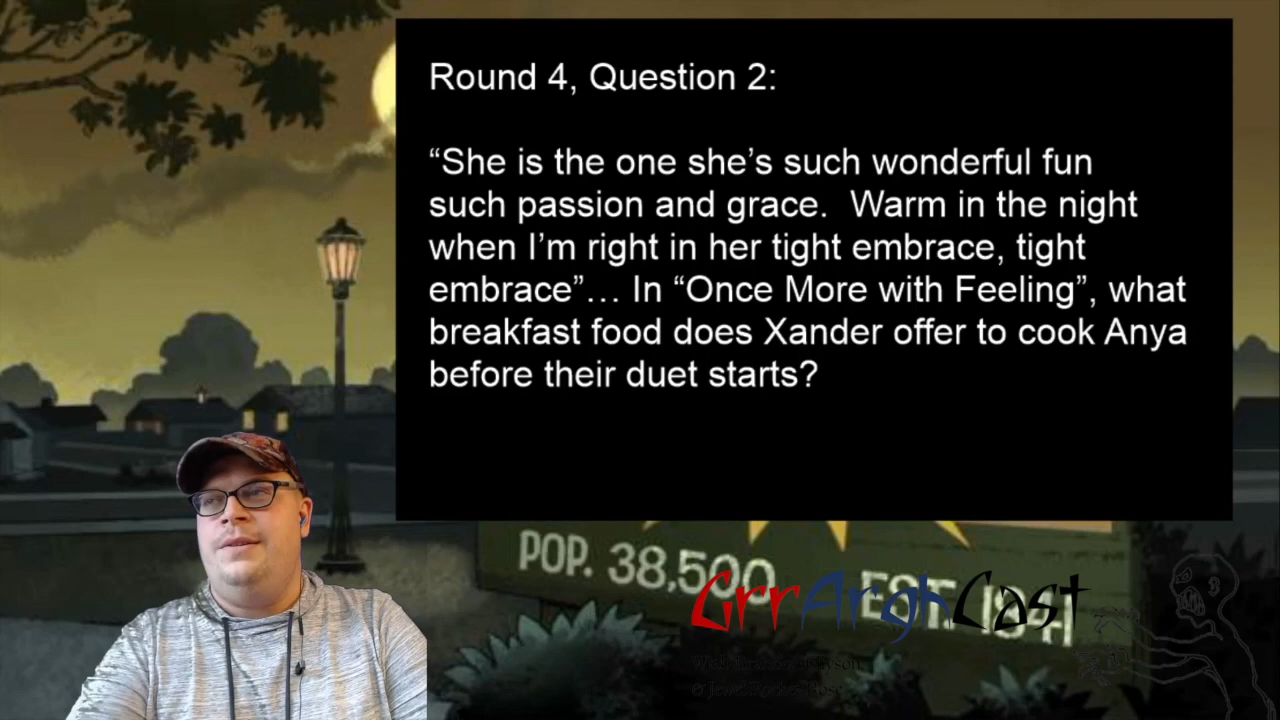 Round 4, Question 2:
“She is the one she’s such wonderful fun
such passion and grace.  Warm in the night
when I’m right in her tight embrace, tight
embrace”… In “Once More with Feeling”, what
breakfast food does Xander offer to cook Anya
before their duet starts?
POP. 38,500
EST.
GrrArghCast